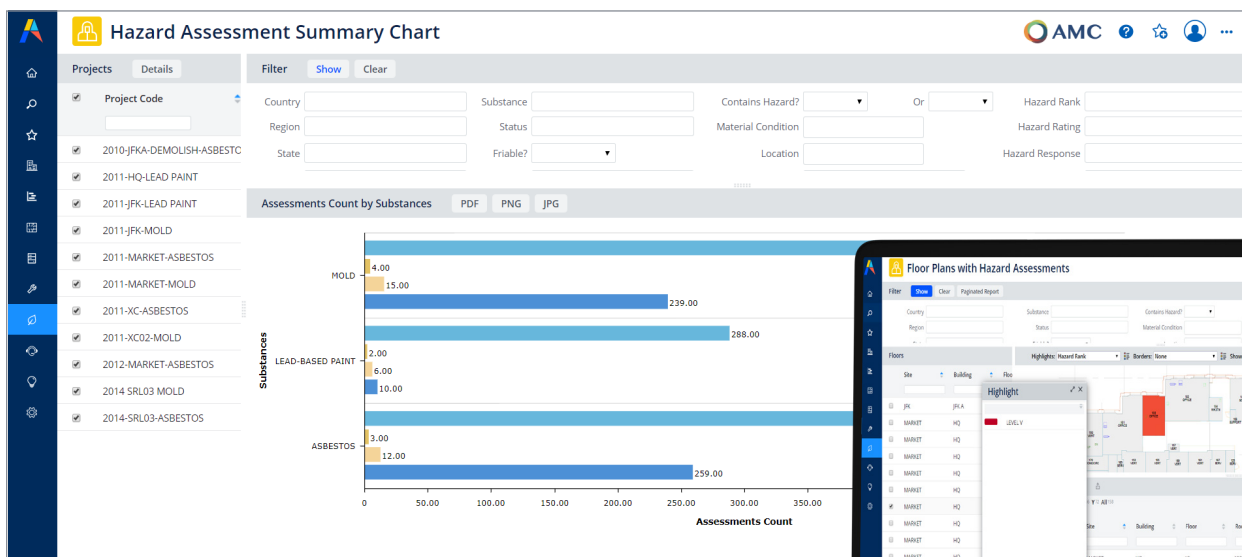 Hazard Assessment Summary Chart
AMC
Projects Details
Filter Show Clear
Project Code
Country Substance Contains Hazard? Or Hazard Rank
Region Status Material Condition Hazard Rating
State Friable? Location Hazard Response
2010-JFKA-DEMOLISH-ASBESTO
2011-HQ-LEAD PAINT
2011-JFK-LEAD PAINT
2011-JFK-MOLD
2011-MARKET-ASBESTOS
2011-MARKET-MOLD
2011-XC-ASBESTOS
2011-XC02-MOLD
2012-MARKET-ASBESTOS
2014 SRL03 MOLD
2014-SRL03-ASBESTOS
Assessments Count by Substances PDF PNG JPG
Substances
MOLD
4.00
15.00
239.00
LEAD-BASED PAINT
288.00
2.00
6.00
10.00
ASBESTOS
3.00
12.00
259.00
0 50.00 100.00 150.00 200.00 250.00 300.00 350.00
Assessments Count
Floor Plans with Hazard Assessments
Filter Show Clear Paginated Report
Country Substance Contains Hazard?
Region Status Material Condition
Floors
Highlights: Hazard Rank Borders: None Show
Site Building Floo
Highlight
LEVEL V
JFK JFK A
MARKET HQ
MARKET HQ
MARKET HQ
MARKET HQ
MARKET HQ
MARKET HQ
MARKET HQ
MARKET HQ
Site Building Floor Roo